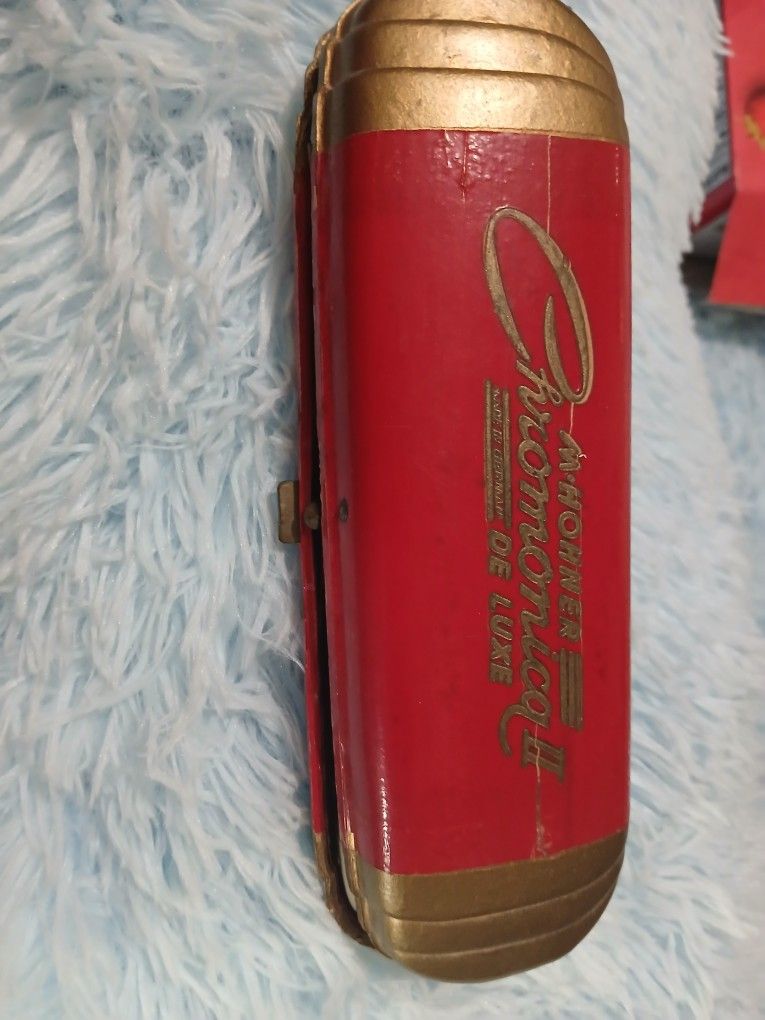 M. HOHNER
Chromonica II
MADE IN GERMANY
DE LUXE